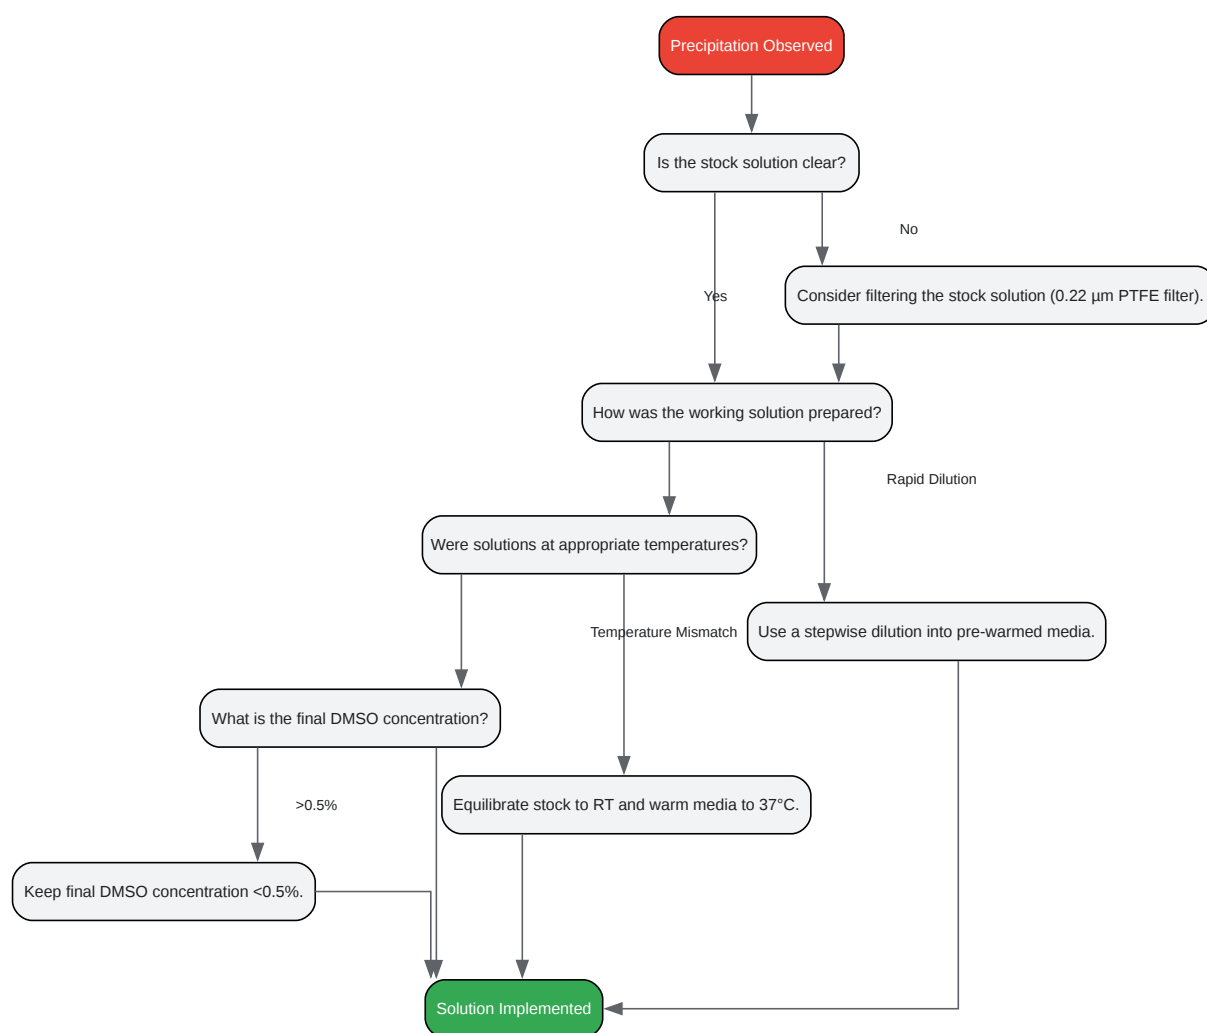 Precipitation Observed
Is the stock solution clear?
No
Yes
Consider filtering the stock solution (0.22 µm PTFE filter).
How was the working solution prepared?
Rapid Dilution
Were solutions at appropriate temperatures?
Temperature Mismatch
Use a stepwise dilution into pre-warmed media.
What is the final DMSO concentration?
>0.5%
Equilibrate stock to RT and warm media to 37°C.
Keep final DMSO concentration <0.5%.
Solution Implemented